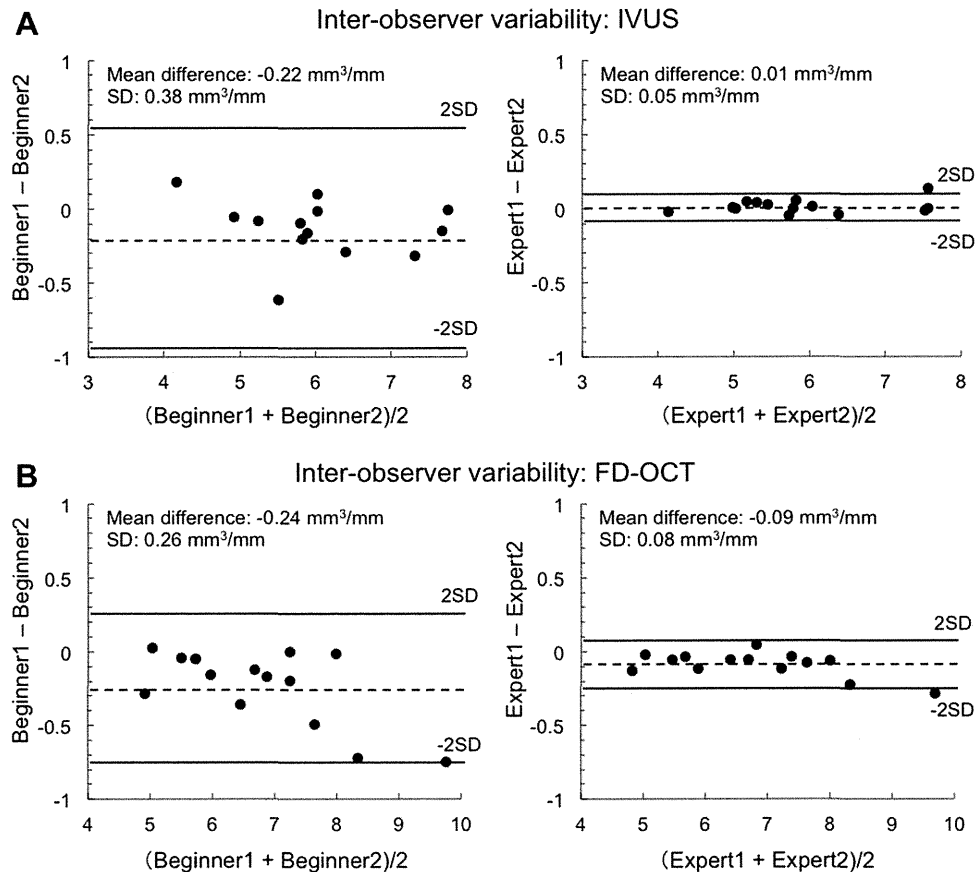 A
Inter-observer variability: IVUS
Beginner1 – Beginner2
1
0.5
0
-0.5
-1
Mean difference: -0.22 mm³/mm
SD: 0.38 mm³/mm
2SD
-2SD
3 4 5 6 7 8
(Beginner1 + Beginner2)/2
Expert1 – Expert2
1
0.5
0
-0.5
-1
Mean difference: 0.01 mm³/mm
SD: 0.05 mm³/mm
2SD
-2SD
3 4 5 6 7 8
(Expert1 + Expert2)/2
B
Inter-observer variability: FD-OCT
Beginner1 – Beginner2
1
0.5
0
-0.5
-1
Mean difference: -0.24 mm³/mm
SD: 0.26 mm³/mm
2SD
-2SD
4 5 6 7 8 9 10
(Beginner1 + Beginner2)/2
Expert1 – Expert2
1
0.5
0
-0.5
-1
Mean difference: -0.09 mm³/mm
SD: 0.08 mm³/mm
2SD
-2SD
4 5 6 7 8 9 10
(Expert1 + Expert2)/2